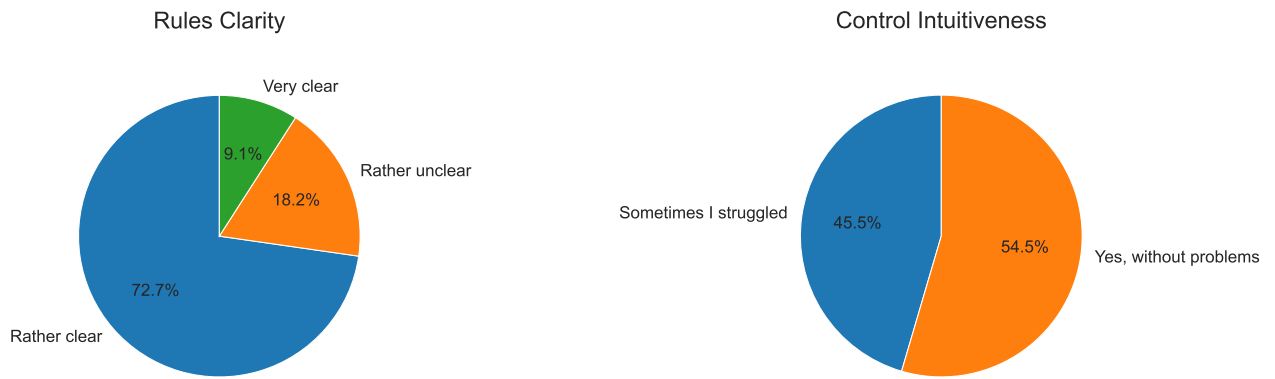 Rules Clarity
Very clear
9.1%
Rather unclear
18.2%
72.7%
Rather clear
Control Intuitiveness
Sometimes I struggled
45.5%
54.5%
Yes, without problems